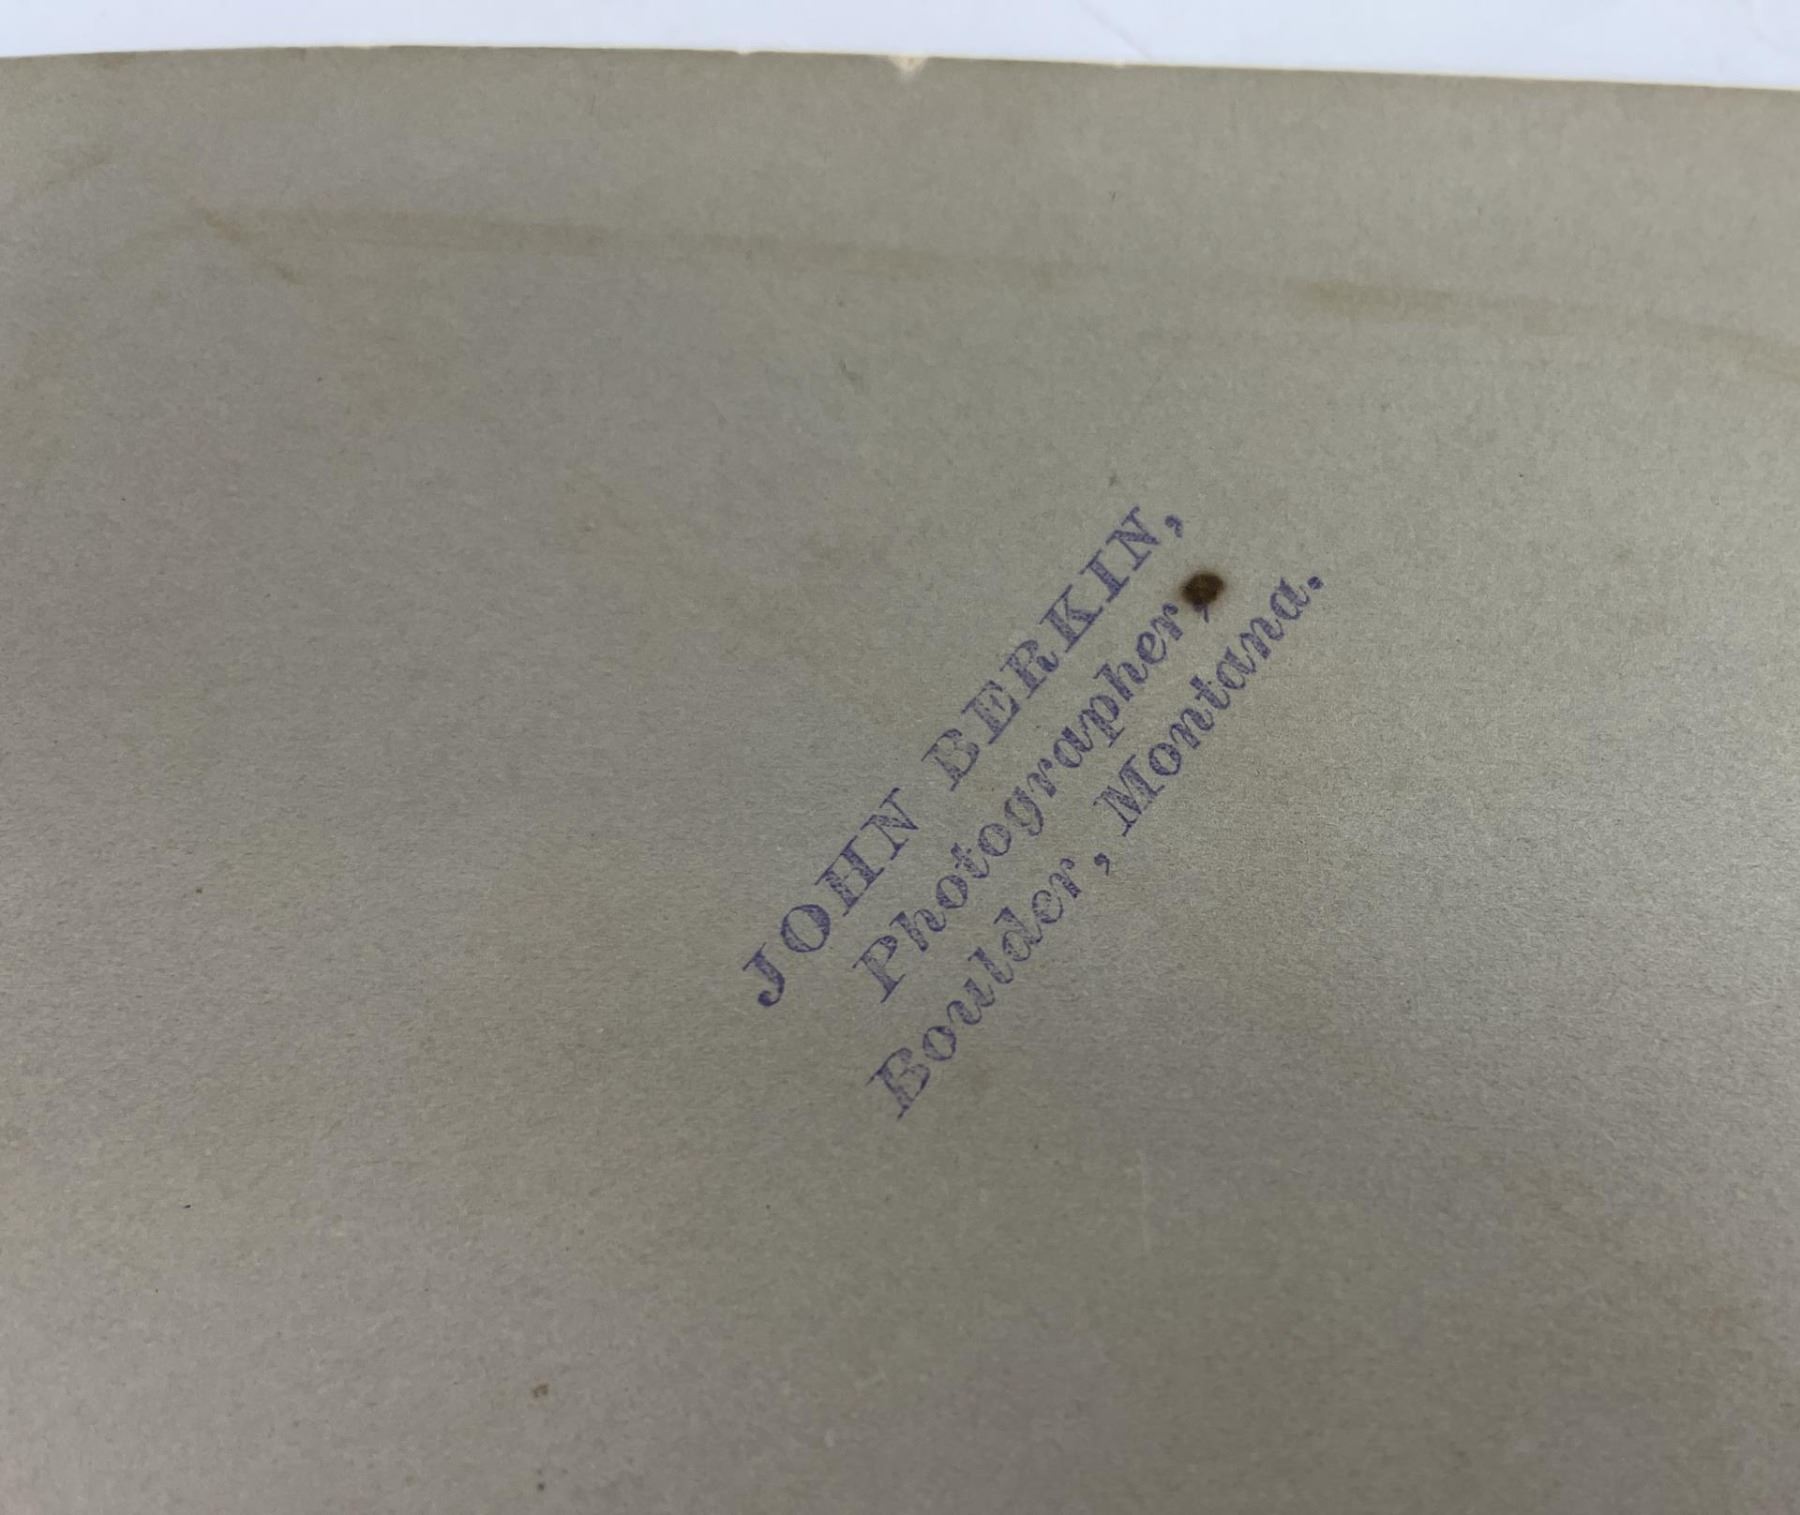 JOHN BERKIN,
Photographer,
Boulder, Montana.